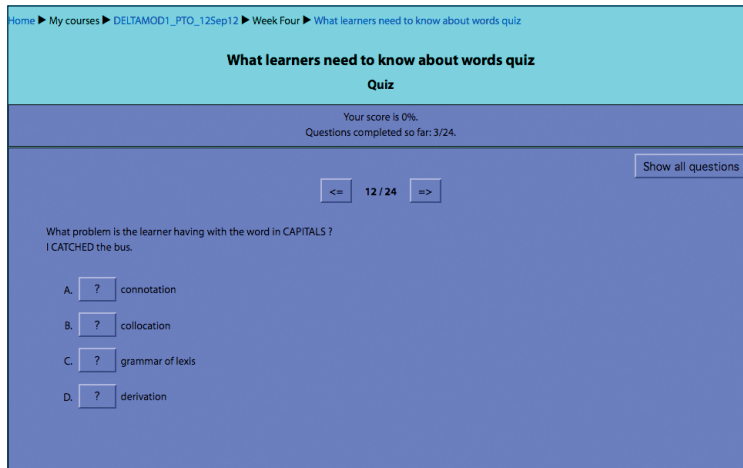 Home ▶ My courses ▶ DELTAMOD1_PTO_12Sep12 ▶ Week Four ▶ What learners need to know about words quiz
What learners need to know about words quiz
Quiz
Your score is 0%.
Questions completed so far: 3/24.
Show all questions
<= 12 / 24 =>
What problem is the learner having with the word in CAPITALS ?
I CATCHED the bus.
A. ? connotation
B. ? collocation
C. ? grammar of lexis
D. ? derivation